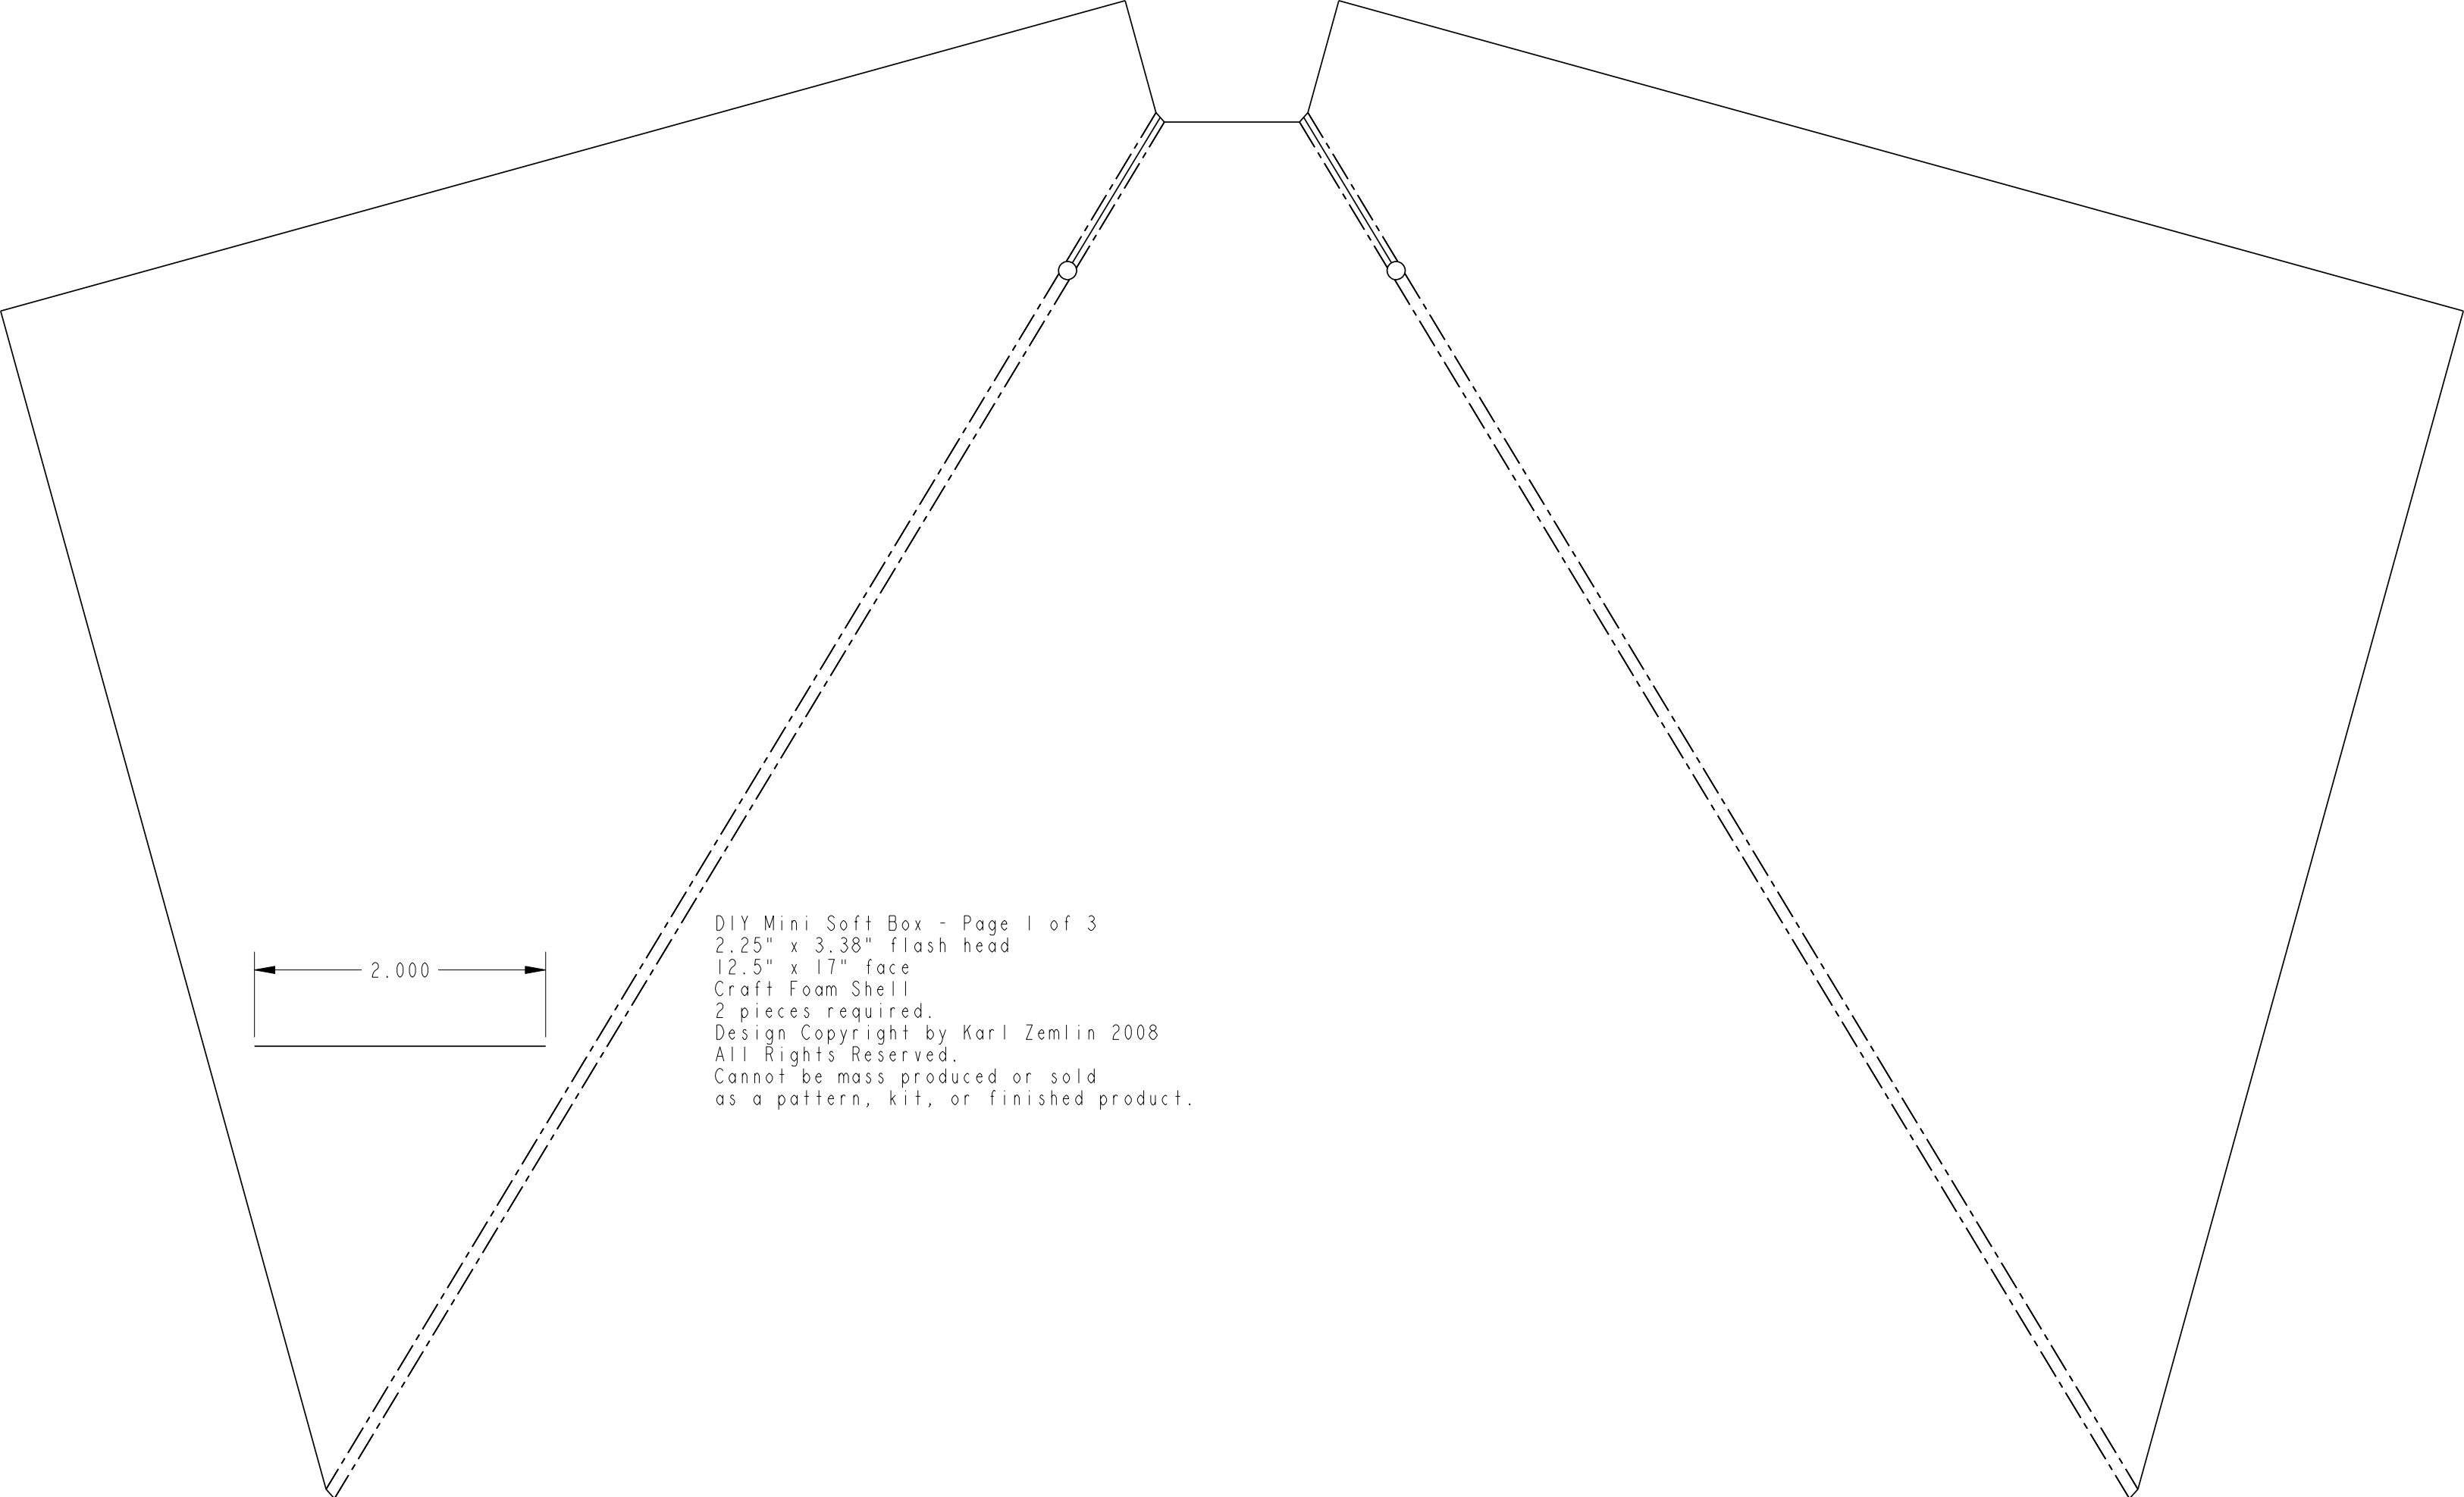 DIY Mini Soft Box - Page 1 of 3
2.25" x 3.38" flash head
12.5" x 17" face
Craft Foam Shell
2 pieces required.
Design Copyright by Karl Zemlin 2008
All Rights Reserved.
Cannot be mass produced or sold
as a pattern, kit, or finished product.
2.000